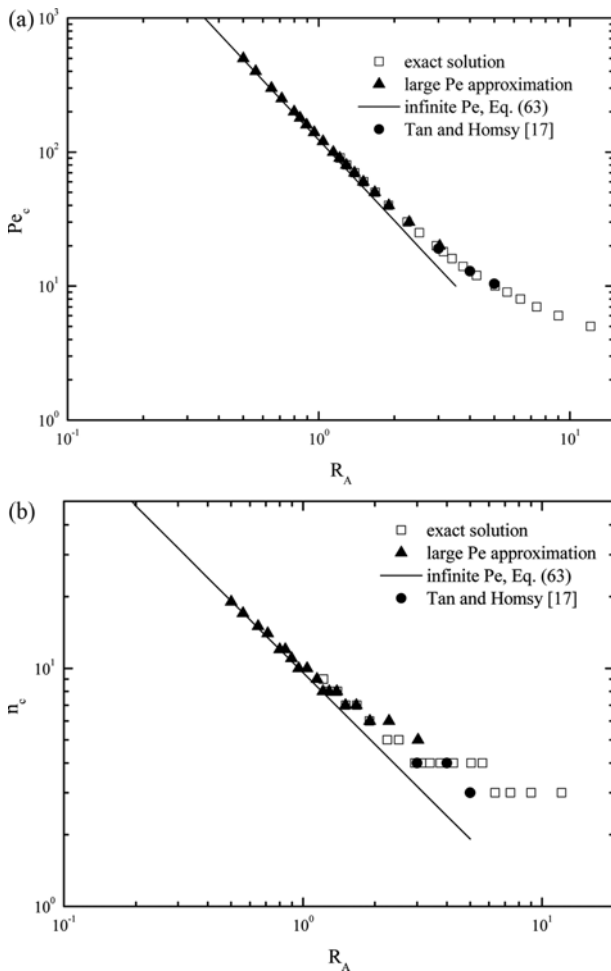 (a)
10³
10²
10¹
10⁰
Pe_c
exact solution
large Pe approximation
infinite Pe, Eq. (63)
Tan and Homsy [17]
10⁻¹
10⁰
10¹
R_A
(b)
10¹
10⁰
n_c
exact solution
large Pe approximation
infinite Pe, Eq. (63)
Tan and Homsy [17]
10⁻¹
10⁰
10¹
R_A